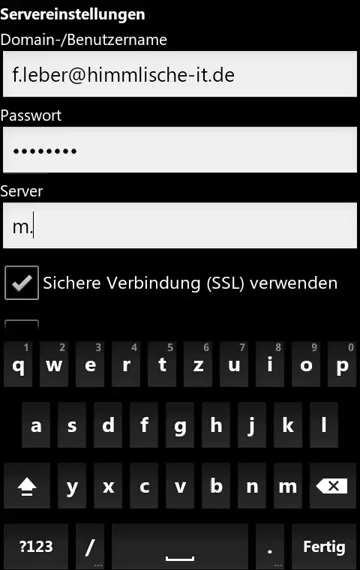 Servereinstellungen
Domain-/Benutzername
f.leber@himmlische-it.de
Passwort
••••••••
Server
m.
Sichere Verbindung (SSL) verwenden
1 2 3 4 5 6 7 8 9 0
q w e r t z u i o p
a s d f g h j k l
y x c v b n m
?123 / ... . ... Fertig